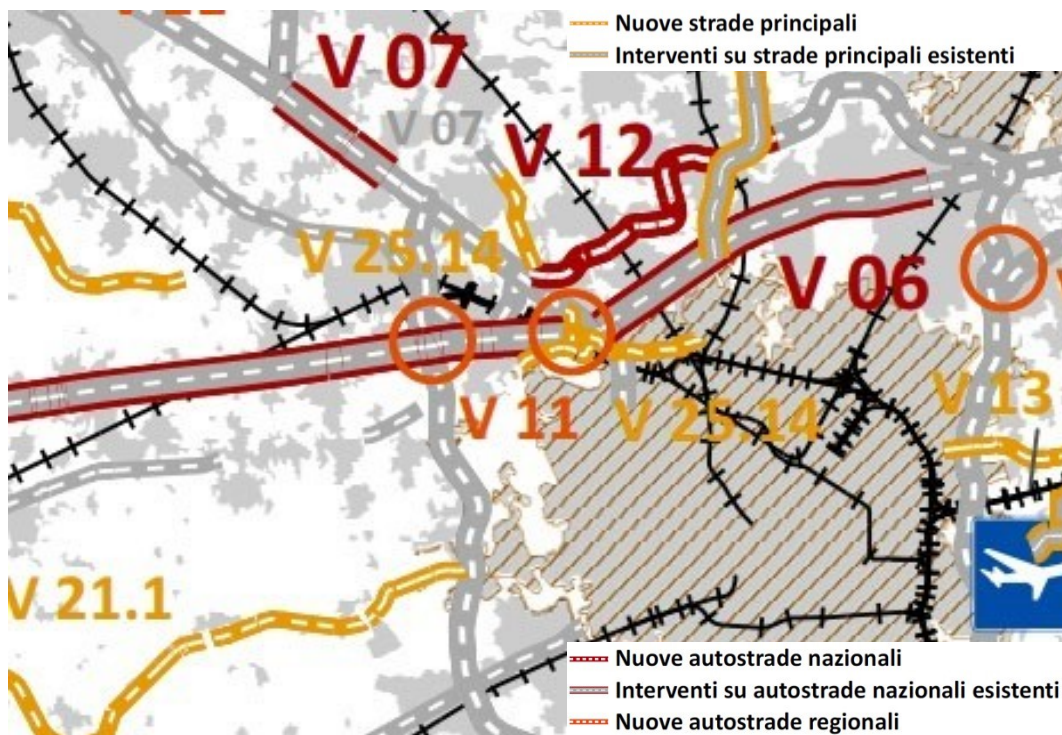 Nuove strade principali
Interventi su strade principali esistenti
V 07
V 07
V 12
V 25.14
V 06
V 11
V 25.14
V 13
V 21.1
Nuove autostrade nazionali
Interventi su autostrade nazionali esistenti
Nuove autostrade regionali